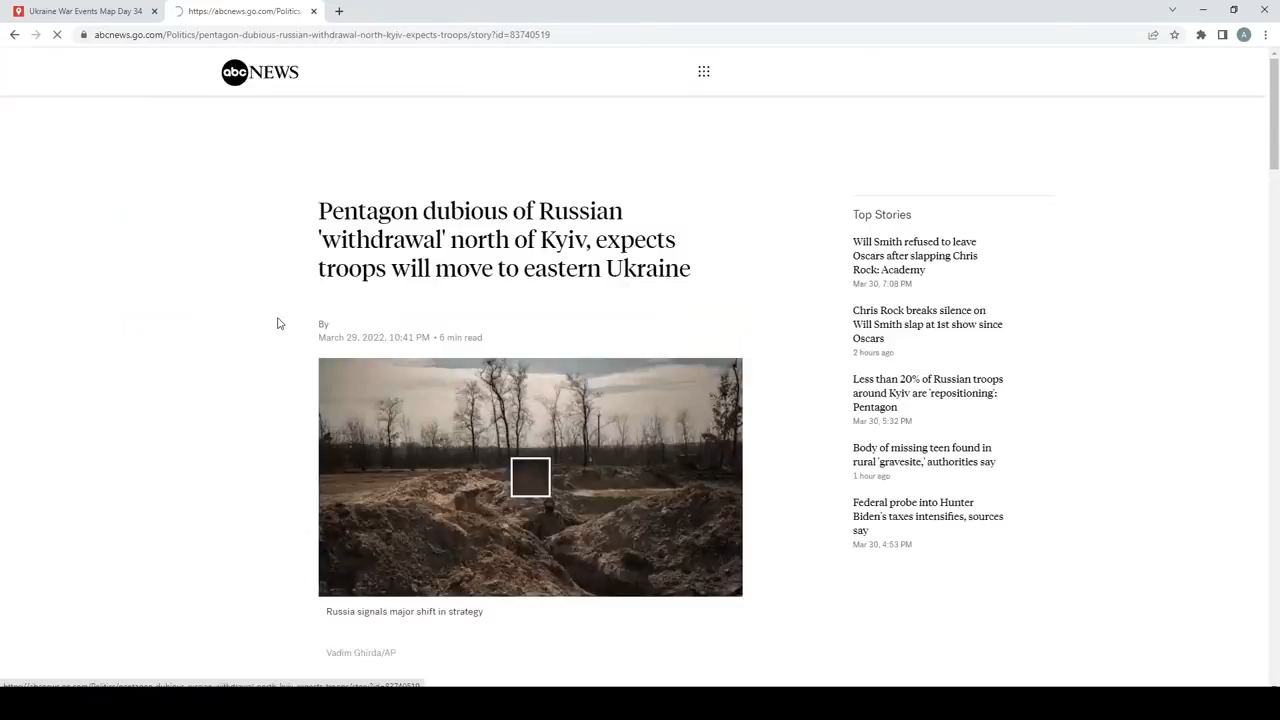 Ukraine War Events Map Day 34
https://abcnews.go.com/Politics
abcnews.go.com/Politics/pentagon-dubious-russian-withdrawal-north-kyiv-expects-troops/story?id=83740519
A
abc NEWS
Pentagon dubious of Russian
'withdrawal' north of Kyiv, expects
troops will move to eastern Ukraine
By
March 29, 2022, 10:41 PM • 6 min read
Russia signals major shift in strategy
Vadim Ghirda/AP
Top Stories
Will Smith refused to leave
Oscars after slapping Chris
Rock: Academy
Mar 30, 7:08 PM
Chris Rock breaks silence on
Will Smith slap at 1st show since
Oscars
2 hours ago
Less than 20% of Russian troops
around Kyiv are 'repositioning':
Pentagon
Mar 30, 5:32 PM
Body of missing teen found in
rural 'gravesite,' authorities say
1 hour ago
Federal probe into Hunter
Biden's taxes intensifies, sources
say
Mar 30, 4:53 PM